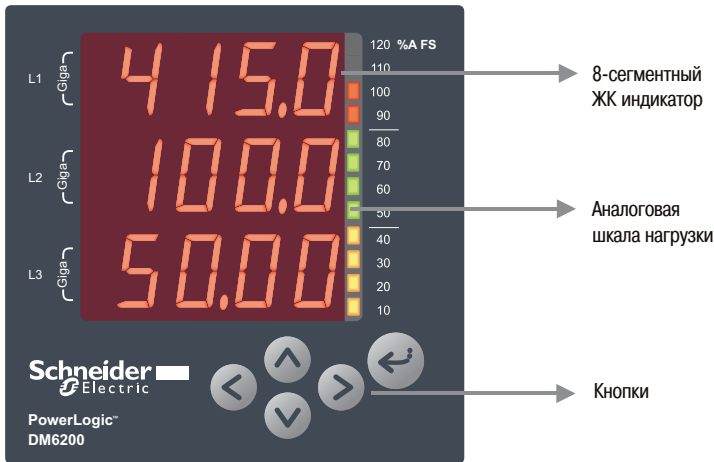 L1 Giga 415.0
L2 Giga 100.0
L3 Giga 50.00
120 %A FS
110
100
90
80
70
60
50
40
30
20
10
8-сегментный
ЖК индикатор
Аналоговая
шкала нагрузки
Кнопки
Schneider
Electric
PowerLogic™
DM6200